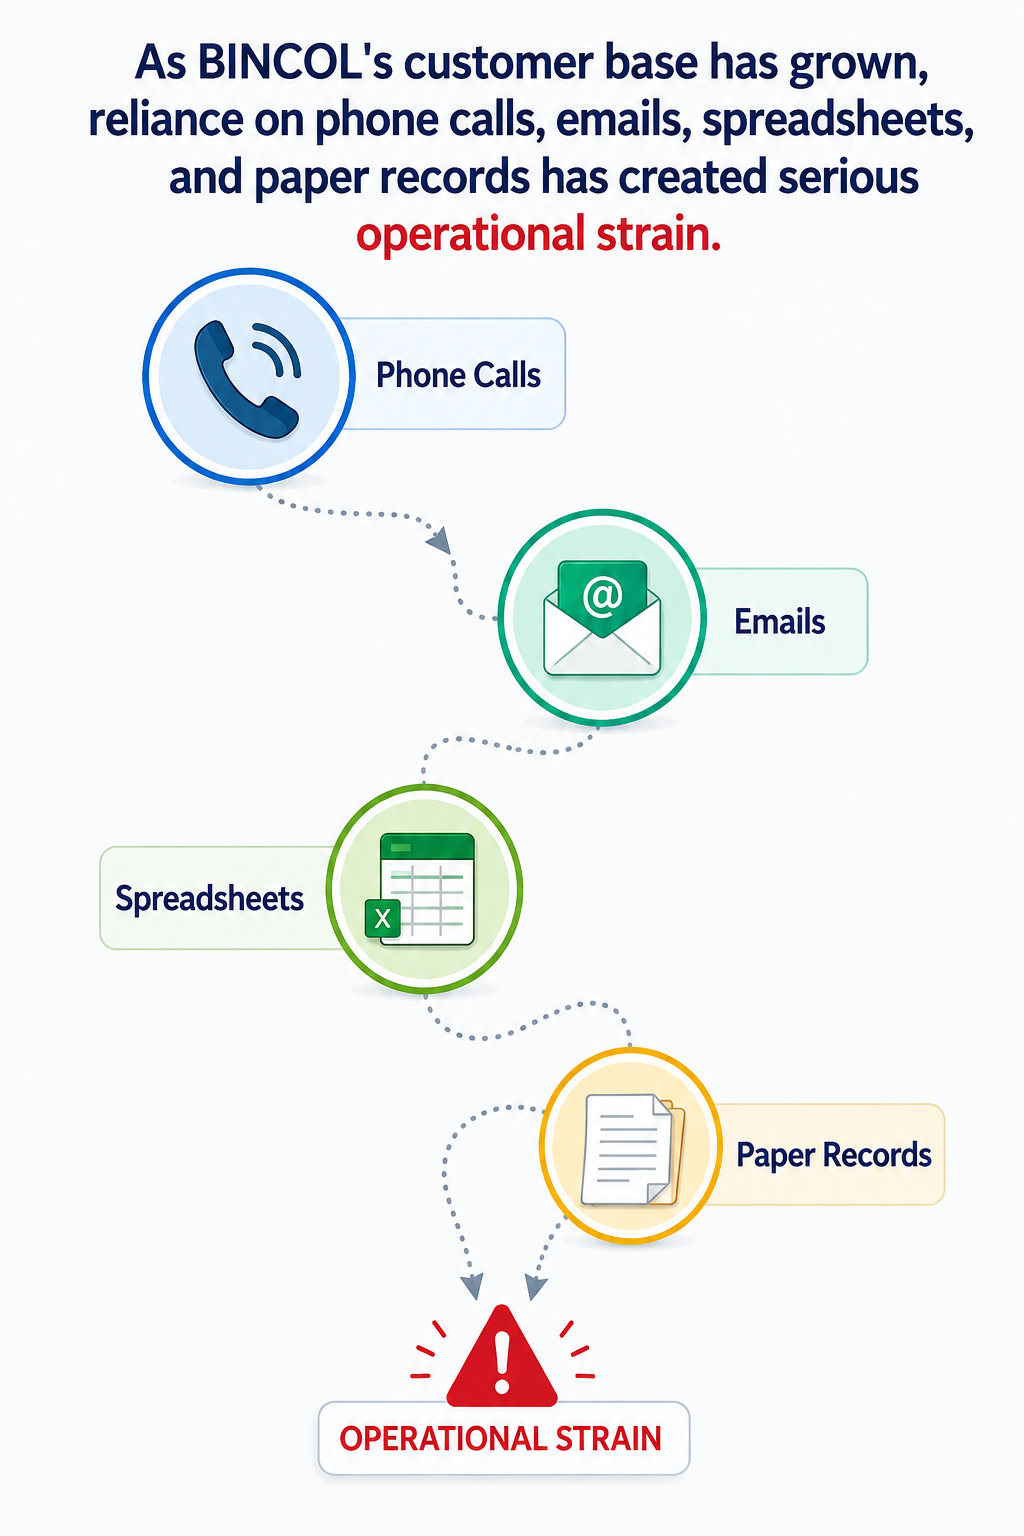 As BINCOL's customer base has grown,
reliance on phone calls, emails, spreadsheets,
and paper records has created serious
operational strain.
Phone Calls
@
Emails
Spreadsheets
X
Paper Records
OPERATIONAL STRAIN